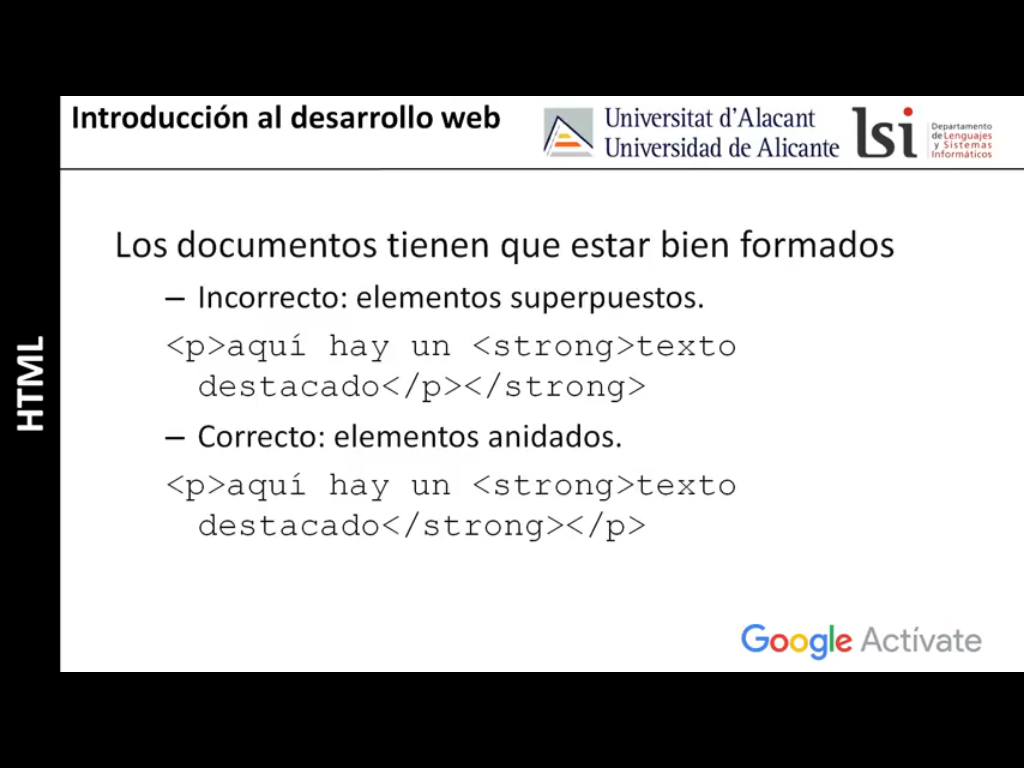 Introducción al desarrollo web
Universitat d'Alacant
Universidad de Alicante
lsi
Departamento
de Lenguajes
y Sistemas
Informáticos
HTML
Los documentos tienen que estar bien formados
– Incorrecto: elementos superpuestos.
<p>aquí hay un <strong>texto
destacado</p></strong>
– Correcto: elementos anidados.
<p>aquí hay un <strong>texto
destacado</strong></p>
Google Actívate